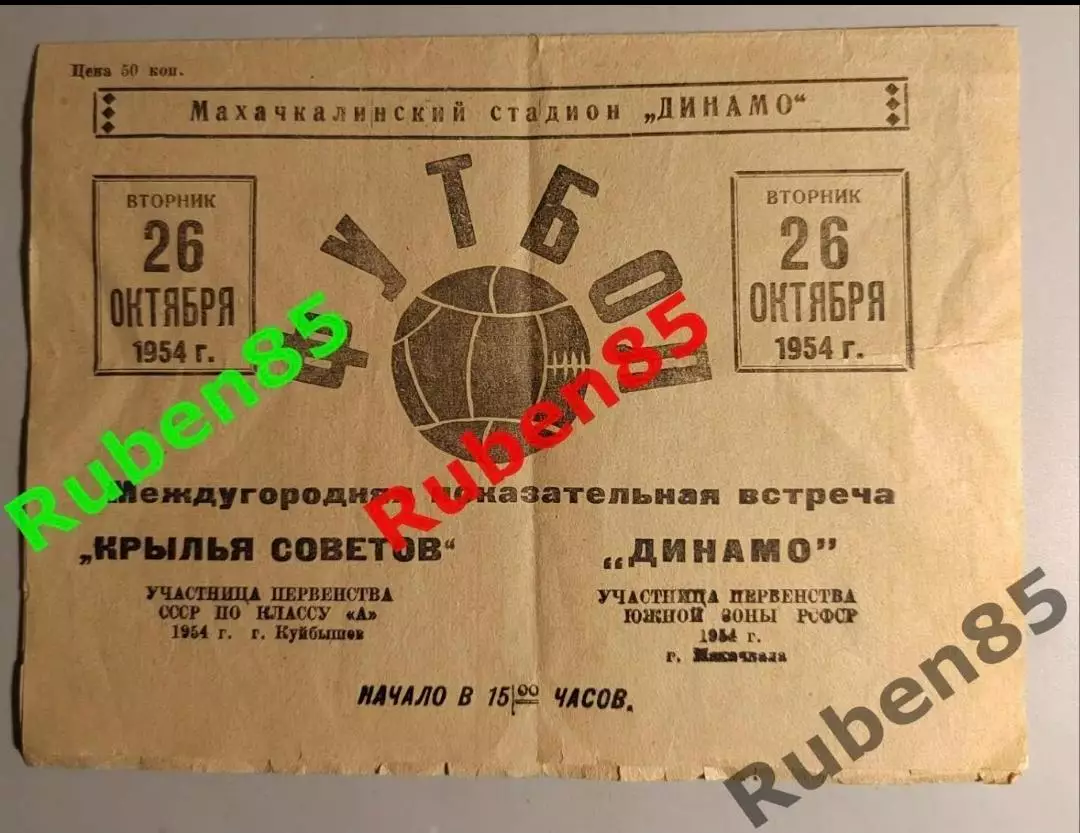 Цена 50 коп.
Махачкалинский стадион „ДИНАМО“
ВТОРНИК
26
ОКТЯБРЯ
1954 г.
ФУТБОЛ
ВТОРНИК
26
ОКТЯБРЯ
1954 г.
Ruben85
Ruben85
Междугородняя показательная встреча
„КРЫЛЬЯ СОВЕТОВ“
УЧАСТНИЦА ПЕРВЕНСТВА
СССР ПО КЛАССУ «А»
1954 г. г. Куйбышев
„ДИНАМО”
УЧАСТНИЦА ПЕРВЕНСТВА
ЮЖНОЙ ЗОНЫ РСФСР
1954 г.
г. Махачкала
НАЧАЛО В 15 00 ЧАСОВ.
Ruben85